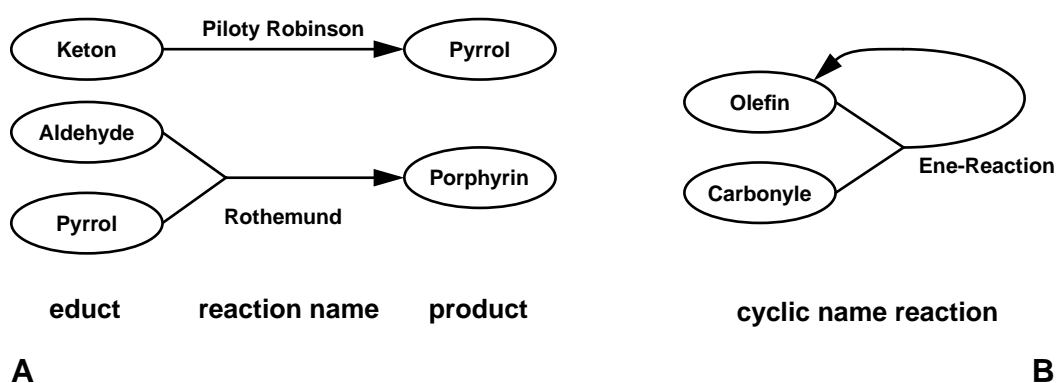 Piloty Robinson
Keton
Pyrrol
Aldehyde
Porphyrin
Pyrrol
Rothemund
educt
reaction name
product
A
Olefin
Carbonyle
Ene-Reaction
cyclic name reaction
B